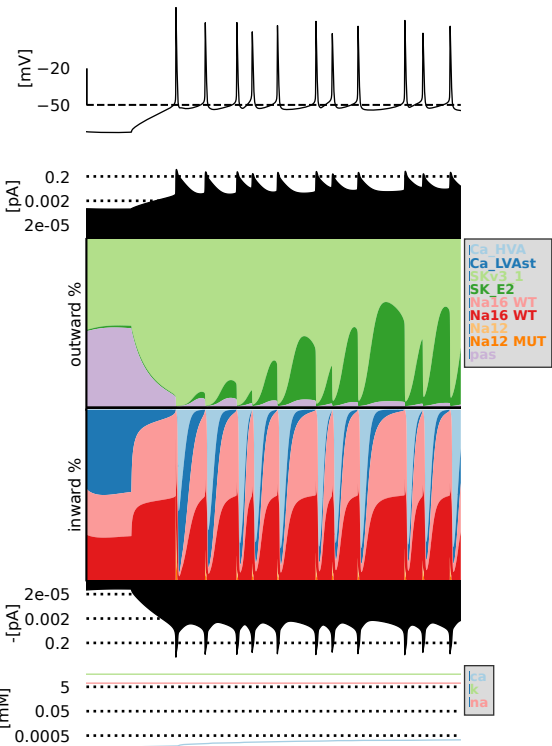 [mV]
−20
−50
[pA]
0.2
0.002
2e-05
outward %
Ca_HVA
Ca_LVAst
SKv3_1
SK_E2
Na16 WT
Na16 WT
Na12
Na12 MUT
pas
inward %
-[pA]
2e-05
0.002
0.2
[mM]
5
0.05
0.0005
ca
k
na